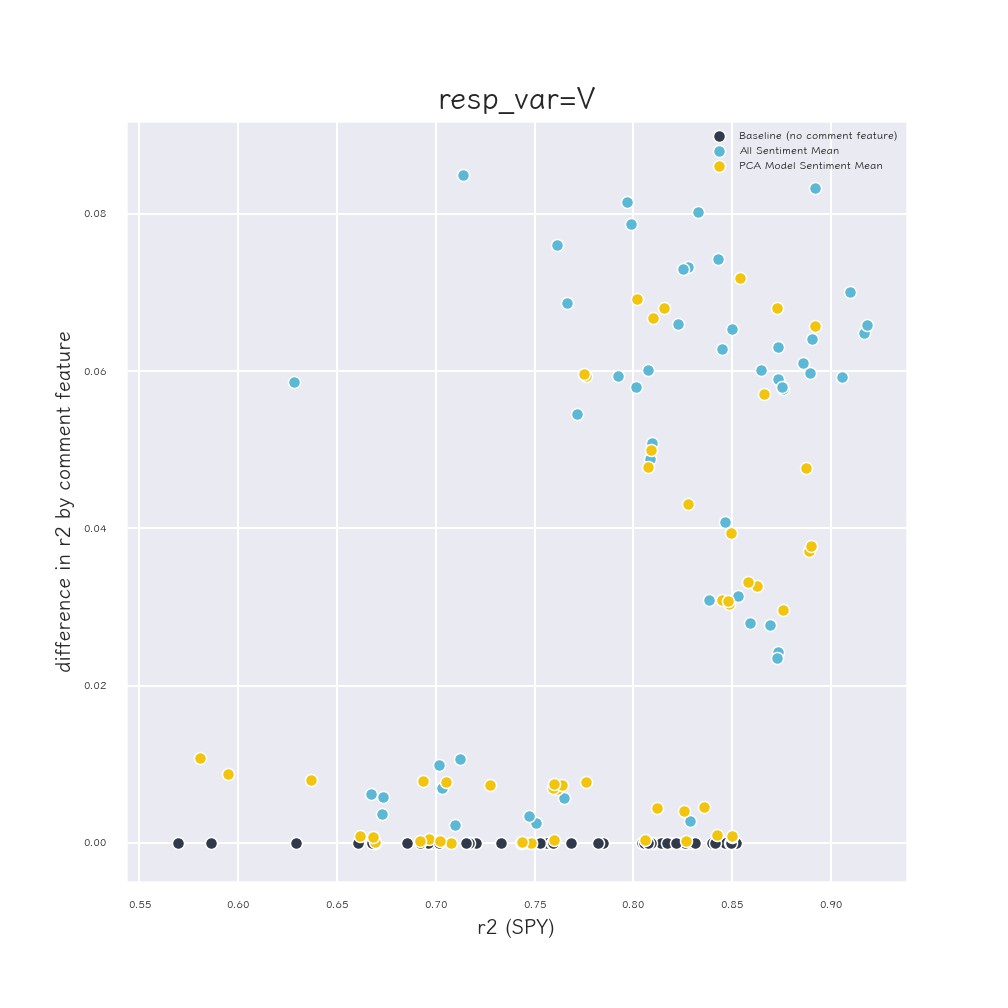 resp_var=V
Baseline (no comment feature)
All Sentiment Mean
PCA Model Sentiment Mean
difference in r2 by comment feature
0.08
0.06
0.04
0.02
0.00
0.55 0.60 0.65 0.70 0.75 0.80 0.85 0.90
r2 (SPY)